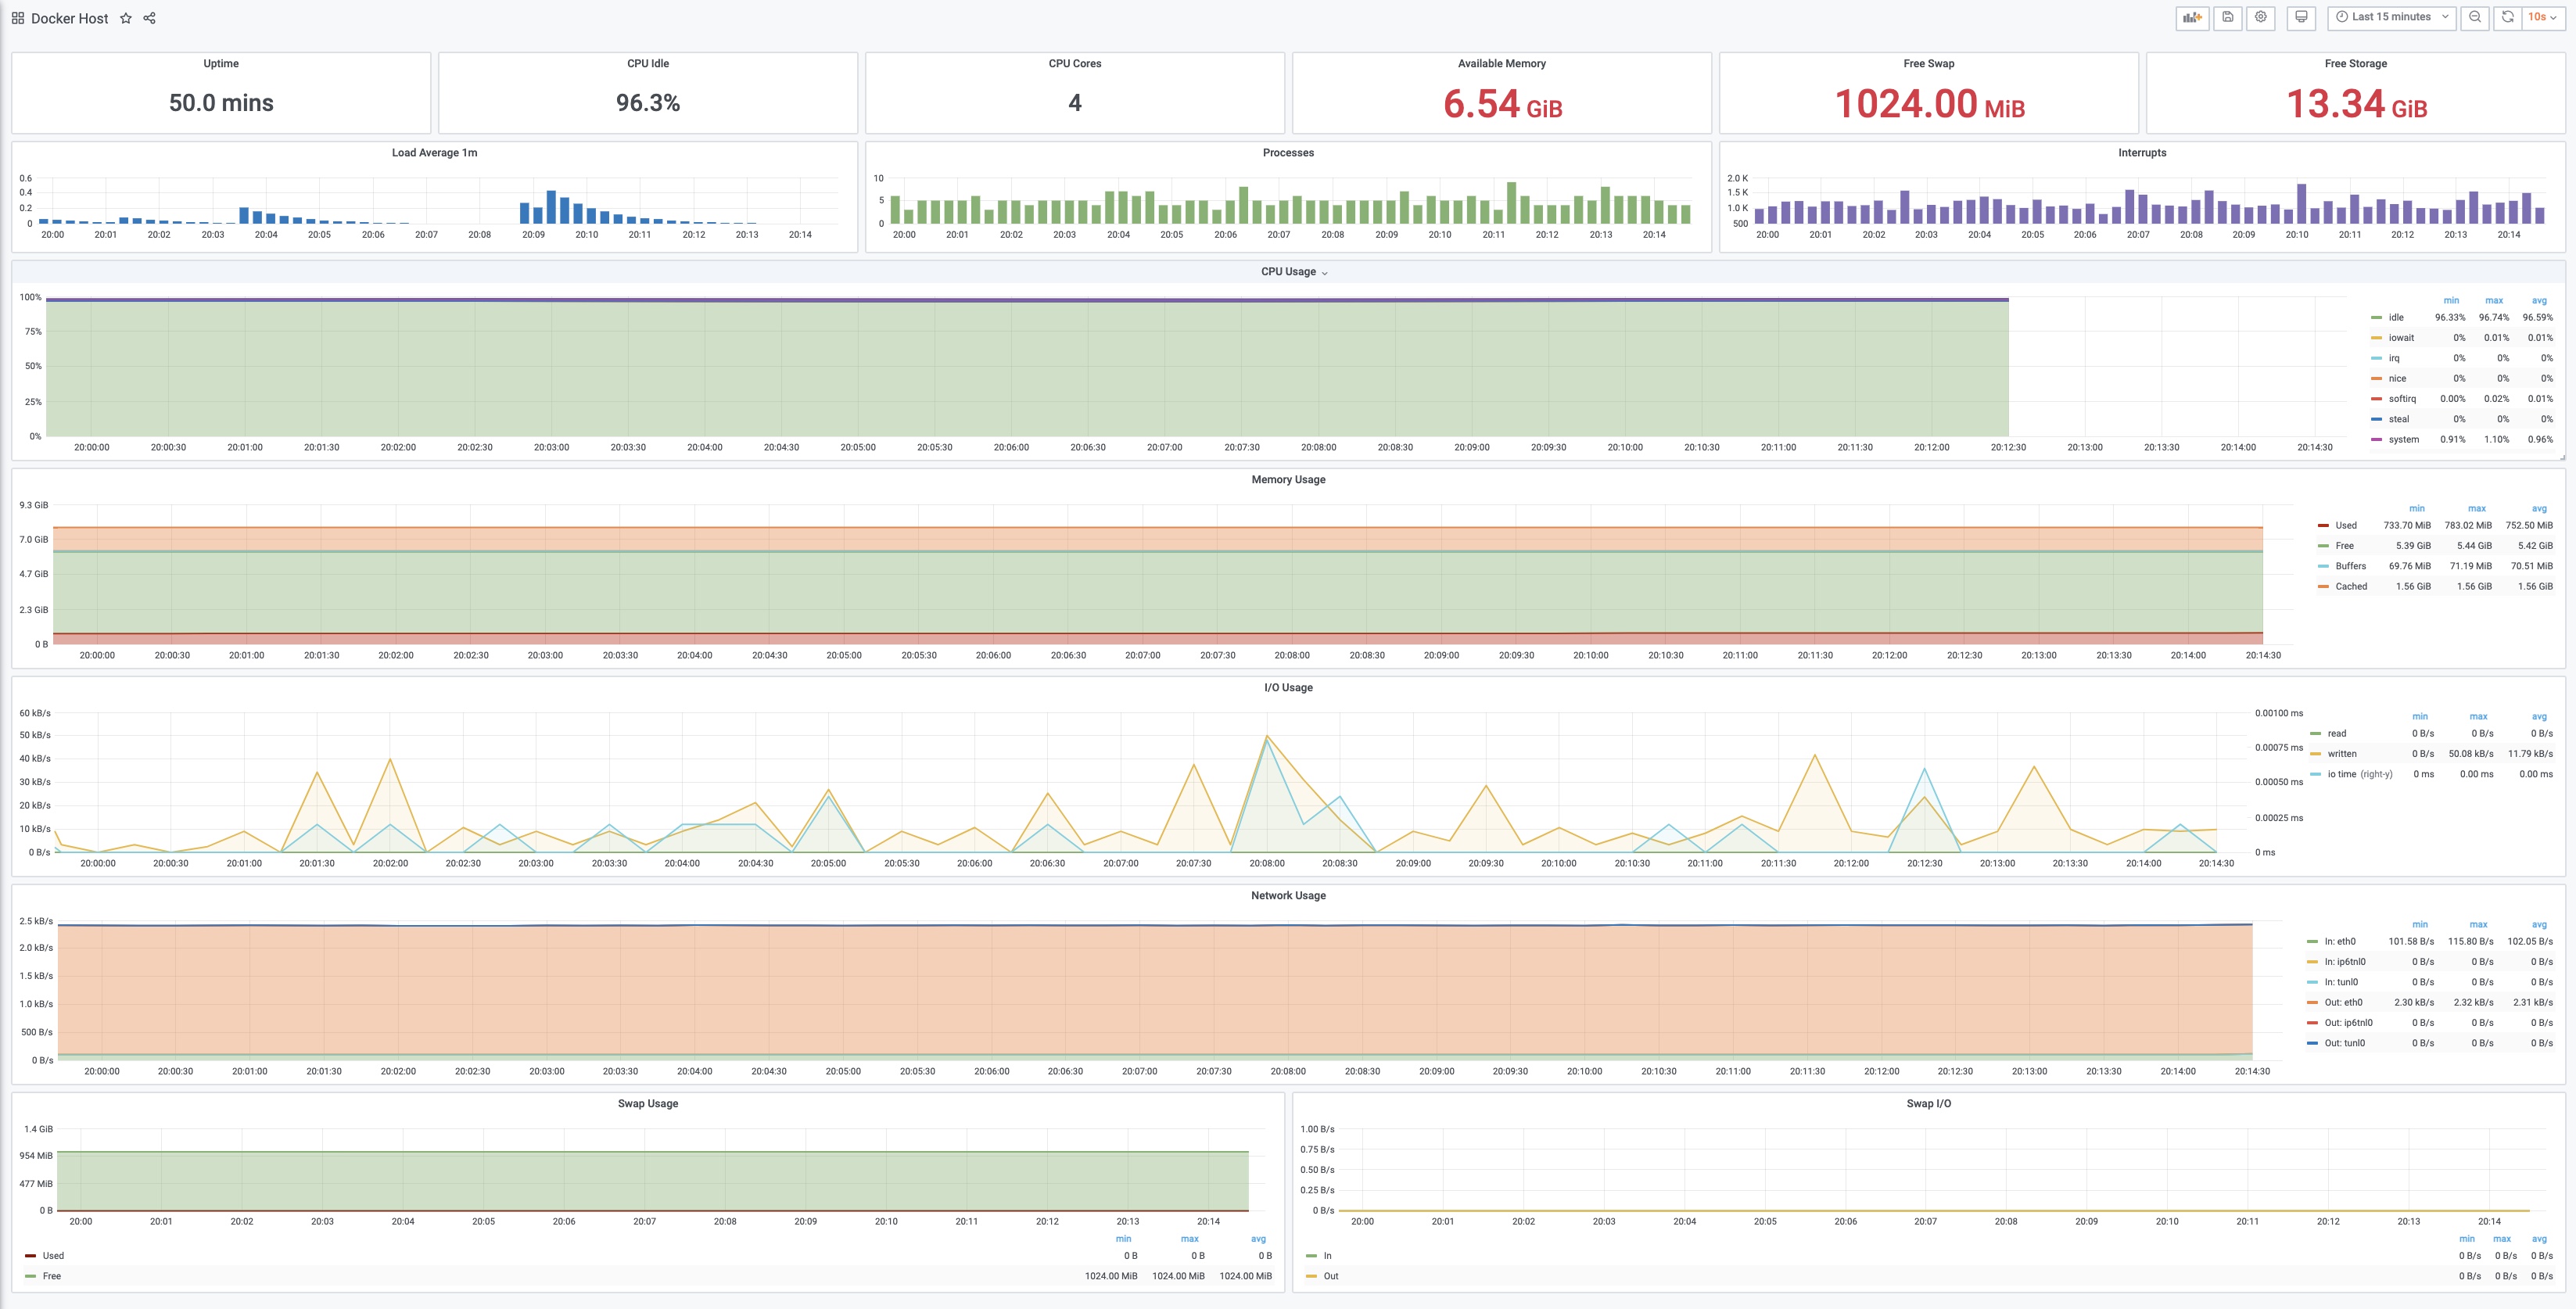 Docker Host
Last 15 minutes 10s
Uptime
50.0 mins
CPU Idle
96.3%
CPU Cores
4
Available Memory
6.54 GiB
Free Swap
1024.00 MiB
Free Storage
13.34 GiB
Load Average 1m
0.6
0.4
0.2
0
20:00 20:01 20:02 20:03 20:04 20:05 20:06 20:07 20:08 20:09 20:10 20:11 20:12 20:13 20:14
Processes
10
5
0
20:00 20:01 20:02 20:03 20:04 20:05 20:06 20:07 20:08 20:09 20:10 20:11 20:12 20:13 20:14
Interrupts
2.0 K
1.5 K
1.0 K
500
20:00 20:01 20:02 20:03 20:04 20:05 20:06 20:07 20:08 20:09 20:10 20:11 20:12 20:13 20:14
CPU Usage
100%
75%
50%
25%
0%
20:00:00 20:00:30 20:01:00 20:01:30 20:02:00 20:02:30 20:03:00 20:03:30 20:04:00 20:04:30 20:05:00 20:05:30 20:06:00 20:06:30 20:07:00 20:07:30 20:08:00 20:08:30 20:09:00 20:09:30 20:10:00 20:10:30 20:11:00 20:11:30 20:12:00 20:12:30 20:13:00 20:13:30 20:14:00 20:14:30
min max avg
idle 96.33% 96.74% 96.59%
iowait 0% 0.01% 0.01%
irq 0% 0% 0%
nice 0% 0% 0%
softirq 0.00% 0.02% 0.01%
steal 0% 0% 0%
system 0.91% 1.10% 0.96%
Memory Usage
9.3 GiB
7.0 GiB
4.7 GiB
2.3 GiB
0 B
20:00:00 20:00:30 20:01:00 20:01:30 20:02:00 20:02:30 20:03:00 20:03:30 20:04:00 20:04:30 20:05:00 20:05:30 20:06:00 20:06:30 20:07:00 20:07:30 20:08:00 20:08:30 20:09:00 20:09:30 20:10:00 20:10:30 20:11:00 20:11:30 20:12:00 20:12:30 20:13:00 20:13:30 20:14:00 20:14:30
min max avg
Used 733.70 MiB 783.02 MiB 752.50 MiB
Free 5.39 GiB 5.44 GiB 5.42 GiB
Buffers 69.76 MiB 71.19 MiB 70.51 MiB
Cached 1.56 GiB 1.56 GiB 1.56 GiB
I/O Usage
60 kB/s
50 kB/s
40 kB/s
30 kB/s
20 kB/s
10 kB/s
0 B/s
20:00:00 20:00:30 20:01:00 20:01:30 20:02:00 20:02:30 20:03:00 20:03:30 20:04:00 20:04:30 20:05:00 20:05:30 20:06:00 20:06:30 20:07:00 20:07:30 20:08:00 20:08:30 20:09:00 20:09:30 20:10:00 20:10:30 20:11:00 20:11:30 20:12:00 20:12:30 20:13:00 20:13:30 20:14:00 20:14:30
0.00100 ms
0.00075 ms
0.00050 ms
0.00025 ms
0 ms
min max avg
read 0 B/s 0 B/s 0 B/s
written 0 B/s 50.08 kB/s 11.79 kB/s
io time (right-y) 0 ms 0.00 ms 0.00 ms
Network Usage
2.5 kB/s
2.0 kB/s
1.5 kB/s
1.0 kB/s
500 B/s
0 B/s
20:00:00 20:00:30 20:01:00 20:01:30 20:02:00 20:02:30 20:03:00 20:03:30 20:04:00 20:04:30 20:05:00 20:05:30 20:06:00 20:06:30 20:07:00 20:07:30 20:08:00 20:08:30 20:09:00 20:09:30 20:10:00 20:10:30 20:11:00 20:11:30 20:12:00 20:12:30 20:13:00 20:13:30 20:14:00 20:14:30
min max avg
In: eth0 101.58 B/s 115.80 B/s 102.05 B/s
In: ip6tnl0 0 B/s 0 B/s 0 B/s
In: tunl0 0 B/s 0 B/s 0 B/s
Out: eth0 2.30 kB/s 2.32 kB/s 2.31 kB/s
Out: ip6tnl0 0 B/s 0 B/s 0 B/s
Out: tunl0 0 B/s 0 B/s 0 B/s
Swap Usage
1.4 GiB
954 MiB
477 MiB
0 B
20:00 20:01 20:02 20:03 20:04 20:05 20:06 20:07 20:08 20:09 20:10 20:11 20:12 20:13 20:14
min max avg
Used 0 B 0 B 0 B
Free 1024.00 MiB 1024.00 MiB 1024.00 MiB
Swap I/O
1.00 B/s
0.75 B/s
0.50 B/s
0.25 B/s
0 B/s
20:00 20:01 20:02 20:03 20:04 20:05 20:06 20:07 20:08 20:09 20:10 20:11 20:12 20:13 20:14
min max avg
In 0 B/s 0 B/s 0 B/s
Out 0 B/s 0 B/s 0 B/s